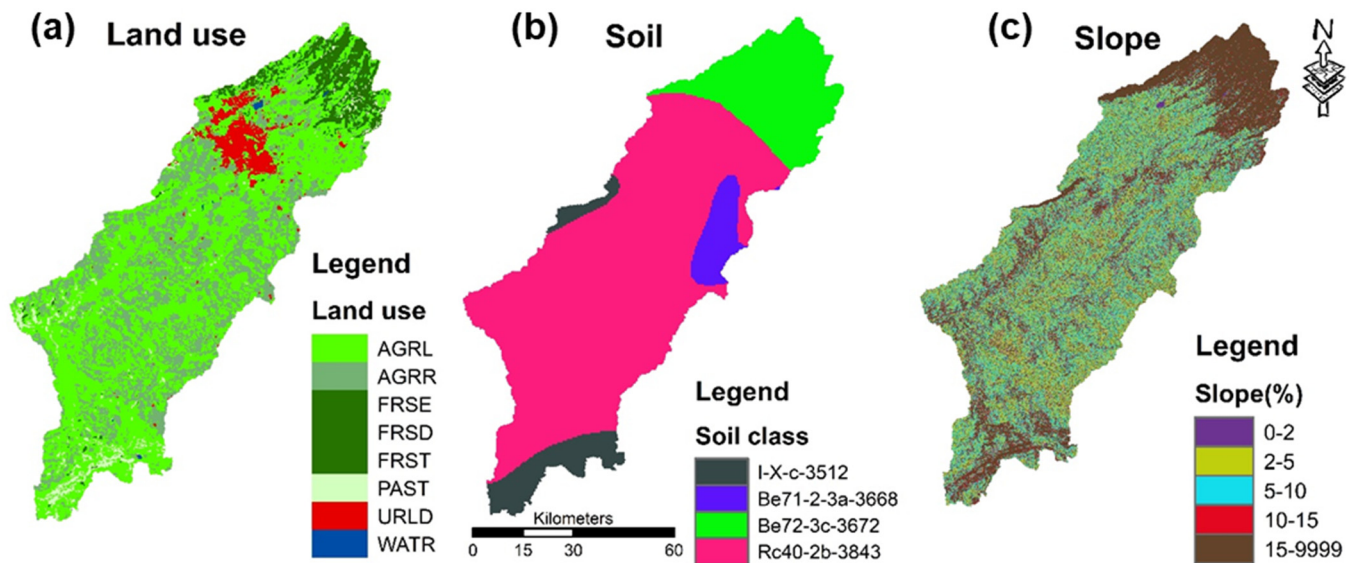 (a) Land use
Legend
Land use
AGRL
AGRR
FRSE
FRSD
FRST
PAST
URLD
WATR
(b) Soil
Legend
Soil class
I-X-c-3512
Be71-2-3a-3668
Be72-3c-3672
Rc40-2b-3843
Kilometers
0 15 30 60
(c) Slope
N
Legend
Slope(%)
0-2
2-5
5-10
10-15
15-9999